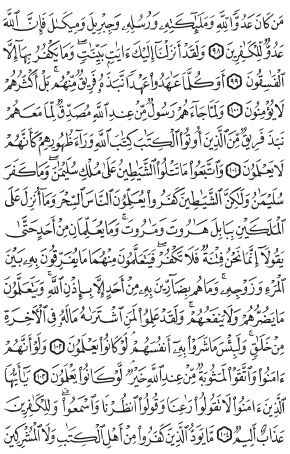 مَن كَانَ عَدُوًّا لِّلَّهِ وَمَلَٰٓئِكَتِهِۦ وَرُسُلِهِۦ وَجِبْرِيلَ وَمِيكَىٰلَ فَإِنَّ ٱللَّهَ
عَدُوٌّ لِّلْكَٰفِرِينَ ٩٨ وَلَقَدْ أَنزَلْنَآ إِلَيْكَ ءَايَٰتٍۭ بَيِّنَٰتٍۖ وَمَا يَكْفُرُ بِهَآ إِلَّا
ٱلْفَٰسِقُونَ ٩٩ أَوَكُلَّمَا عَٰهَدُوا۟ عَهْدًا نَّبَذَهُۥ فَرِيقٌ مِّنْهُمۚ بَلْ أَكْثَرُهُمْ
لَا يُؤْمِنُونَ ١٠٠ وَلَمَّا جَآءَهُمْ رَسُولٌ مِّنْ عِندِ ٱللَّهِ مُصَدِّقٌ لِّمَا مَعَهُمْ
نَبَذَ فَرِيقٌ مِّنَ ٱلَّذِينَ أُوتُوا۟ ٱلْكِتَٰبَ كِتَٰبَ ٱللَّهِ وَرَآءَ ظُهُورِهِمْ كَأَنَّهُمْ
لَا يَعْلَمُونَ ١٠١ وَٱتَّبَعُوا۟ مَا تَتْلُوا۟ ٱلشَّيَٰطِينُ عَلَىٰ مُلْكِ سُلَيْمَٰنَۖ وَمَا كَفَرَ
سُلَيْمَٰنُ وَلَٰكِنَّ ٱلشَّيَٰطِينَ كَفَرُوا۟ يُعَلِّمُونَ ٱلنَّاسَ ٱلسِّحْرَ وَمَآ أُنزِلَ عَلَى
ٱلْمَلَكَيْنِ بِبَابِلَ هَٰرُوتَ وَمَٰرُوتَۚ وَمَا يُعَلِّمَانِ مِنْ أَحَدٍ حَتَّىٰ
يَقُولَآ إِنَّمَا نَحْنُ فِتْنَةٌ فَلَا تَكْفُرْۖ فَيَتَعَلَّمُونَ مِنْهُمَا مَا يُفَرِّقُونَ بِهِۦ بَيْنَ
ٱلْمَرْءِ وَزَوْجِهِۦۚ وَمَا هُم بِضَآرِّينَ بِهِۦ مِنْ أَحَدٍ إِلَّا بِإِذْنِ ٱللَّهِۚ وَيَتَعَلَّمُونَ
مَا يَضُرُّهُمْ وَلَا يَنفَعُهُمْۚ وَلَقَدْ عَلِمُوا۟ لَمَنِ ٱشْتَرَىٰهُ مَا لَهُۥ فِى ٱلْءَاخِرَةِ
مِنْ خَلَٰقٍۚ وَلَبِئْسَ مَا شَرَوْا۟ بِهِۦٓ أَنفُسَهُمْۚ لَوْ كَانُوا۟ يَعْلَمُونَ ١٠٢ وَلَوْ أَنَّهُمْ
ءَامَنُوا۟ وَٱتَّقَوْا۟ لَمَثُوبَةٌ مِّنْ عِندِ ٱللَّهِ خَيْرٌۖ لَّوْ كَانُوا۟ يَعْلَمُونَ ١٠٣ يَٰٓأَيُّهَا
ٱلَّذِينَ ءَامَنُوا۟ لَا تَقُولُوا۟ رَٰعِنَا وَقُولُوا۟ ٱنظُرْنَا وَٱسْمَعُوا۟ۗ وَلِلْكَٰفِرِينَ
عَذَابٌ أَلِيمٌ ١٠٤ مَّا يَوَدُّ ٱلَّذِينَ كَفَرُوا۟ مِنْ أَهْلِ ٱلْكِتَٰبِ وَلَا ٱلْمُشْرِكِينَ